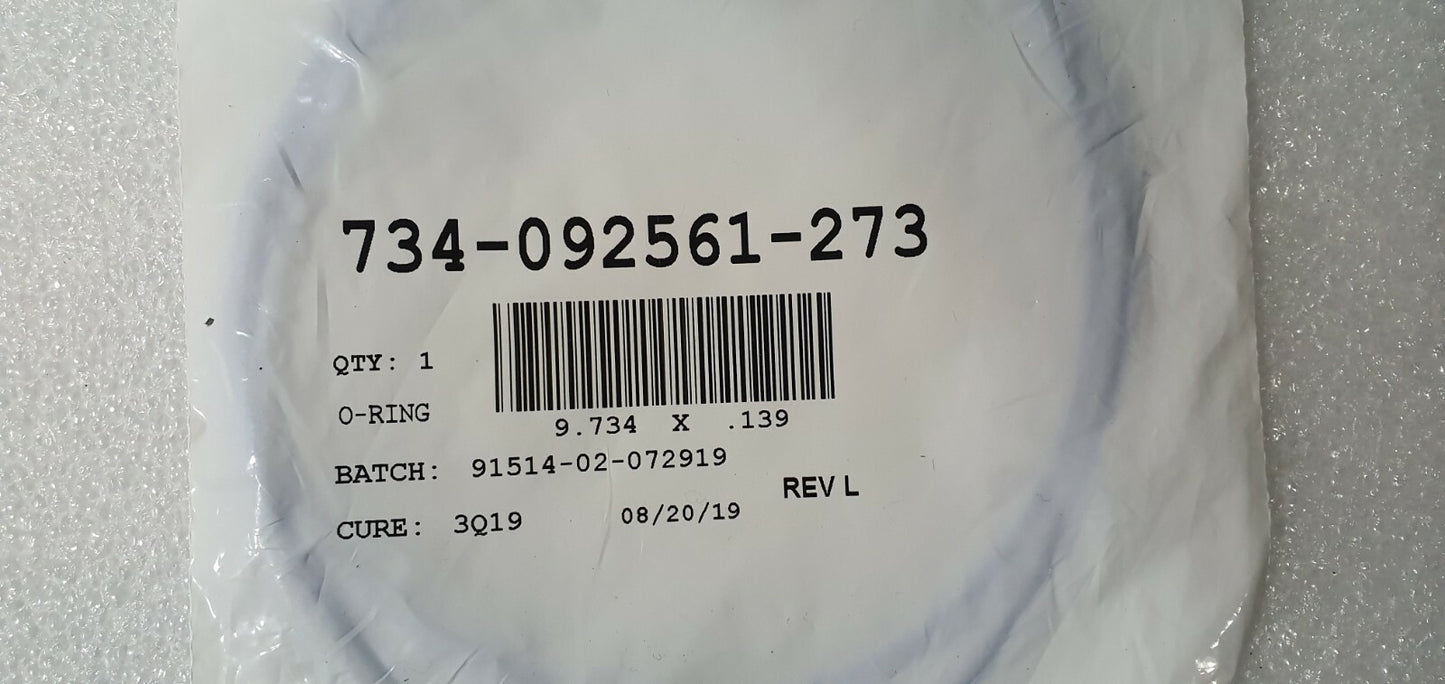 734-092561-273
QTY: 1
O-RING
9.734 X .139
BATCH: 91514-02-072919
REV L
CURE: 3Q19 08/20/19